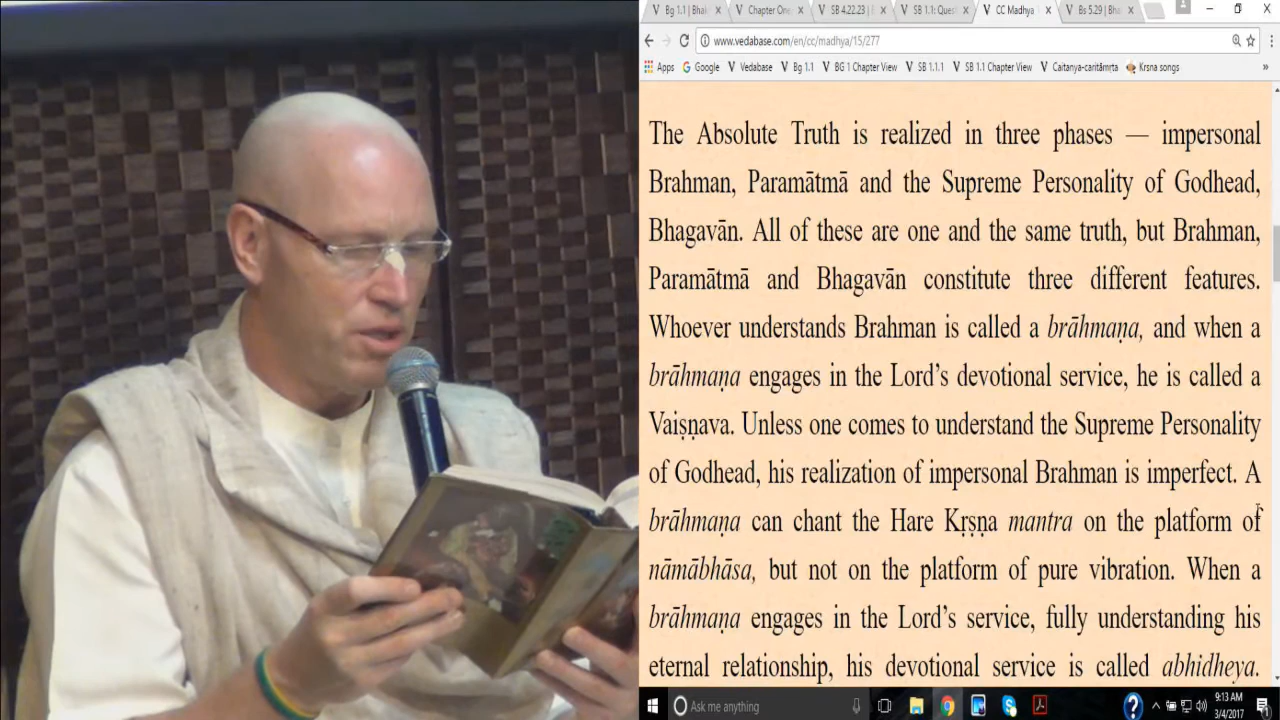 Bg 1.1 | Bhak
Chapter One
SB 4.22.23 |
SB 1.1: Ques
CC Madhya
Bs 5.29 | Bha
www.vedabase.com/en/cc/madhya/15/277
Apps Google Vedabase Bg 1.1 BG 1 Chapter View SB 1.1.1 SB 1.1 Chapter View Caitanya-caritāmṛta Krsna songs »
The Absolute Truth is realized in three phases — impersonal
Brahman, Paramātmā and the Supreme Personality of Godhead,
Bhagavān. All of these are one and the same truth, but Brahman,
Paramātmā and Bhagavān constitute three different features.
Whoever understands Brahman is called a brāhmaṇa, and when a
brāhmaṇa engages in the Lord’s devotional service, he is called a
Vaiṣṇava. Unless one comes to understand the Supreme Personality
of Godhead, his realization of impersonal Brahman is imperfect. A
brāhmaṇa can chant the Hare Kṛṣṇa mantra on the platform of
nāmābhāsa, but not on the platform of pure vibration. When a
brāhmaṇa engages in the Lord’s service, fully understanding his
eternal relationship, his devotional service is called abhidheya.
Ask me anything
9:13 AM
3/4/2017